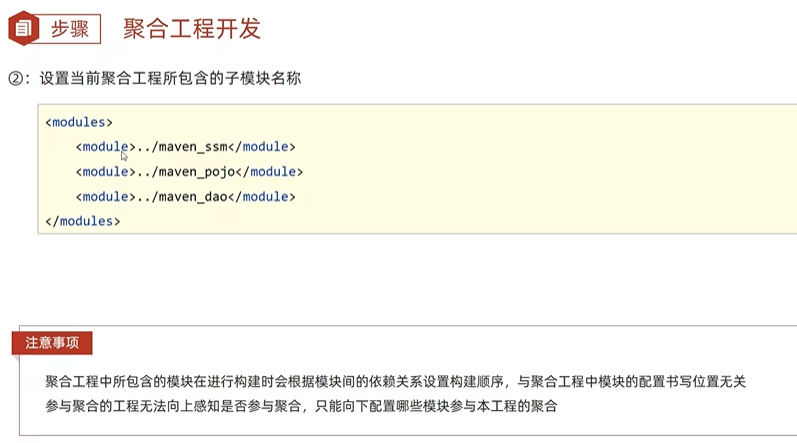 步骤
聚合工程开发
②：设置当前聚合工程所包含的子模块名称
<modules>
    <module>../maven_ssm</module>
    <module>../maven_pojo</module>
    <module>../maven_dao</module>
</modules>
注意事项
聚合工程中所包含的模块在进行构建时会根据模块间的依赖关系设置构建顺序，与聚合工程中模块的配置书写位置无关
参与聚合的工程无法向上感知是否参与聚合，只能向下配置哪些模块参与本工程的聚合